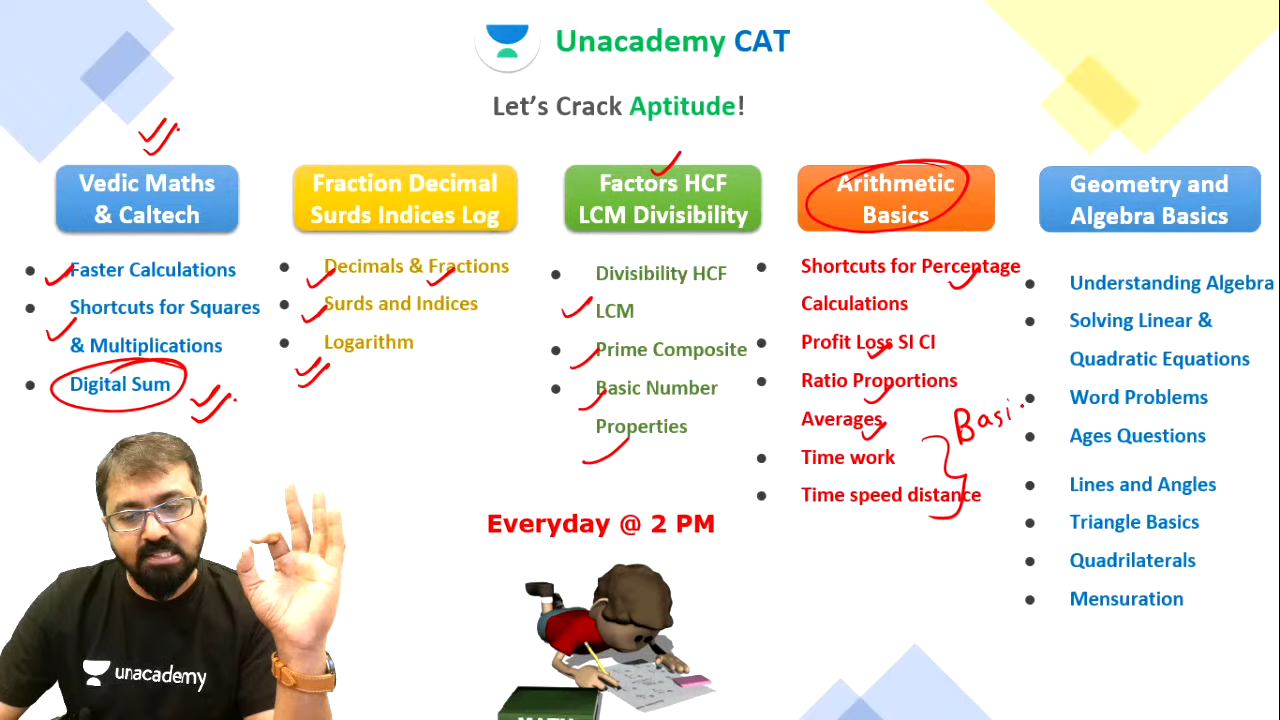 Unacademy CAT
Let's Crack Aptitude!
Vedic Maths
& Caltech
Faster Calculations
Shortcuts for Squares
& Multiplications
Digital Sum
Fraction Decimal
Surds Indices Log
Decimals & Fractions
Surds and Indices
Logarithm
Factors HCF
LCM Divisibility
Divisibility HCF
LCM
Prime Composite
Basic Number
Properties
Arithmetic
Basics
Shortcuts for Percentage
Calculations
Profit Loss SI CI
Ratio Proportions
Averages
Time work
Time speed distance
Basi
Geometry and
Algebra Basics
Understanding Algebra
Solving Linear &
Quadratic Equations
Word Problems
Ages Questions
Lines and Angles
Triangle Basics
Quadrilaterals
Mensuration
Everyday @ 2 PM
unacademy
MATH